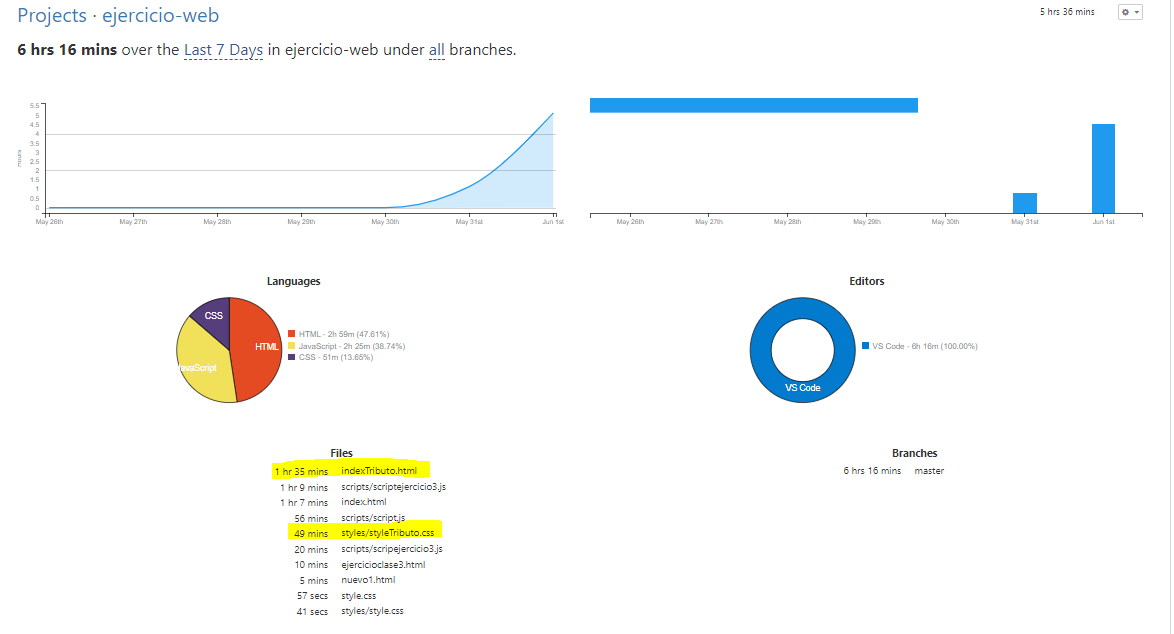 Projects · ejercicio-web
5 hrs 36 mins
6 hrs 16 mins over the Last 7 Days in ejercicio-web under all branches.
Hours
5.5
5
4.5
4
3.5
3
2.5
2
1.5
1
0.5
0
May 26th May 27th May 28th May 29th May 30th May 31st Jun 1st
May 26th May 27th May 28th May 29th May 30th May 31st Jun 1st
Languages
CSS
HTML
JavaScript
HTML - 2h 59m (47.61%)
JavaScript - 2h 25m (38.74%)
CSS - 51m (13.65%)
Editors
VS Code
VS Code - 6h 16m (100.00%)
Files
1 hr 35 mins indexTributo.html
1 hr 9 mins scripts/scriptejercicio3.js
1 hr 7 mins index.html
56 mins scripts/script.js
49 mins styles/styleTributo.css
20 mins scripts/scripejercicio3.js
10 mins ejercicioclase3.html
5 mins nuevo1.html
57 secs style.css
41 secs styles/style.css
Branches
6 hrs 16 mins master